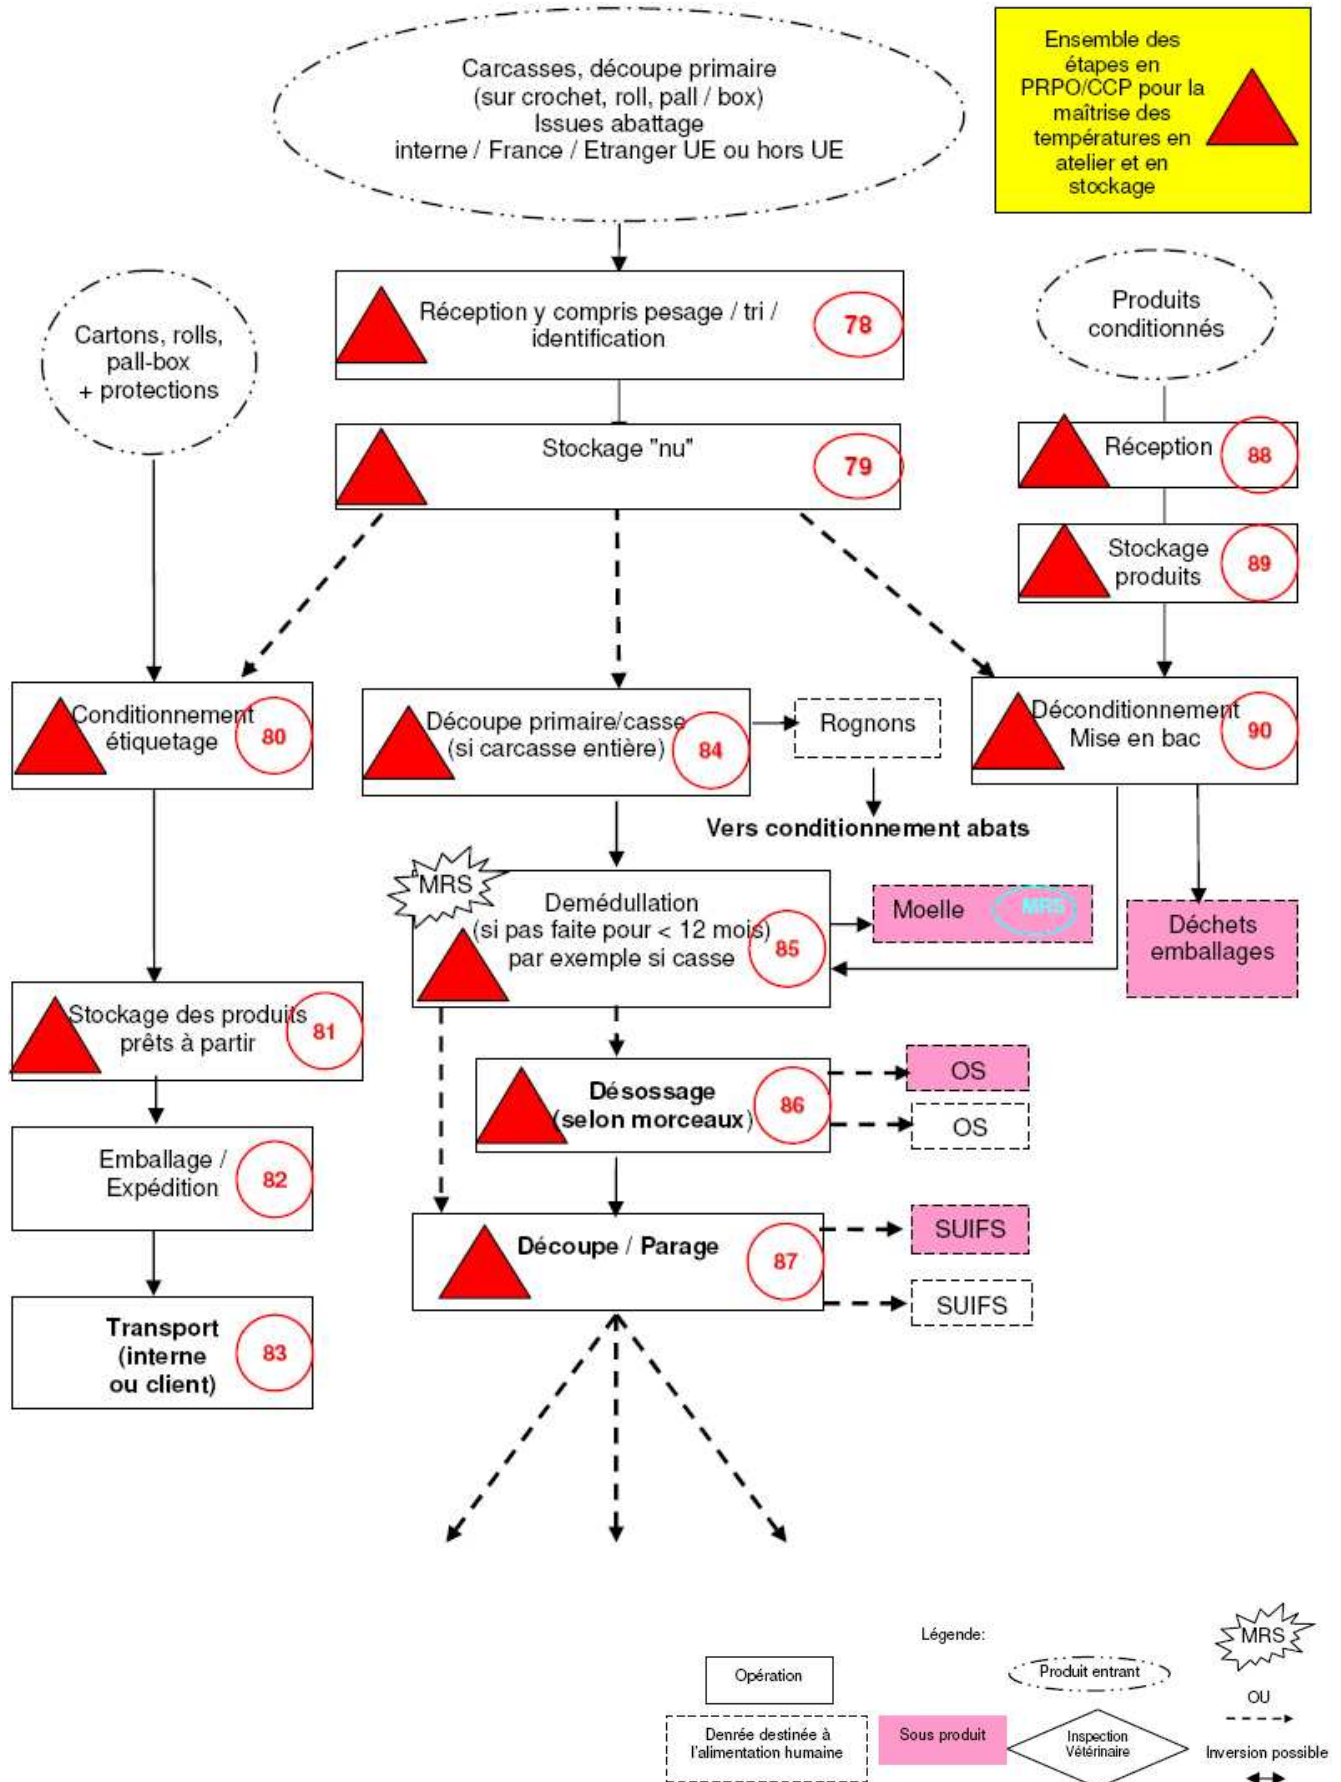 Carcasses, découpe primaire
(sur crochet, roll, pall / box)
Issues abattage
interne / France / Etranger UE ou hors UE
Ensemble des
étapes en
PRPO/CCP pour la
maîtrise des
températures en
atelier et en
stockage
Cartons, rolls,
pall-box
+ protections
Réception y compris pesage / tri /
identification
78
Produits
conditionnés
Stockage "nu"
79
Réception
88
Stockage
produits
89
Conditionnement
étiquetage
80
Découpe primaire/casse
(si carcasse entière)
84
Rognons
Déconditionnement
Mise en bac
90
Vers conditionnement abats
MRS
Demédullation
(si pas faite pour < 12 mois)
par exemple si casse
85
Moelle
MRS
Déchets
emballages
Stockage des produits
prêts à partir
81
Désossage
(selon morceaux)
86
OS
OS
Emballage /
Expédition
82
Découpe / Parage
87
SUIFS
SUIFS
Transport
(interne
ou client)
83
Légende:
Opération
Produit entrant
MRS
OU
Denrée destinée à
l'alimentation humaine
Sous produit
Inspection
Vétérinaire
Inversion possible